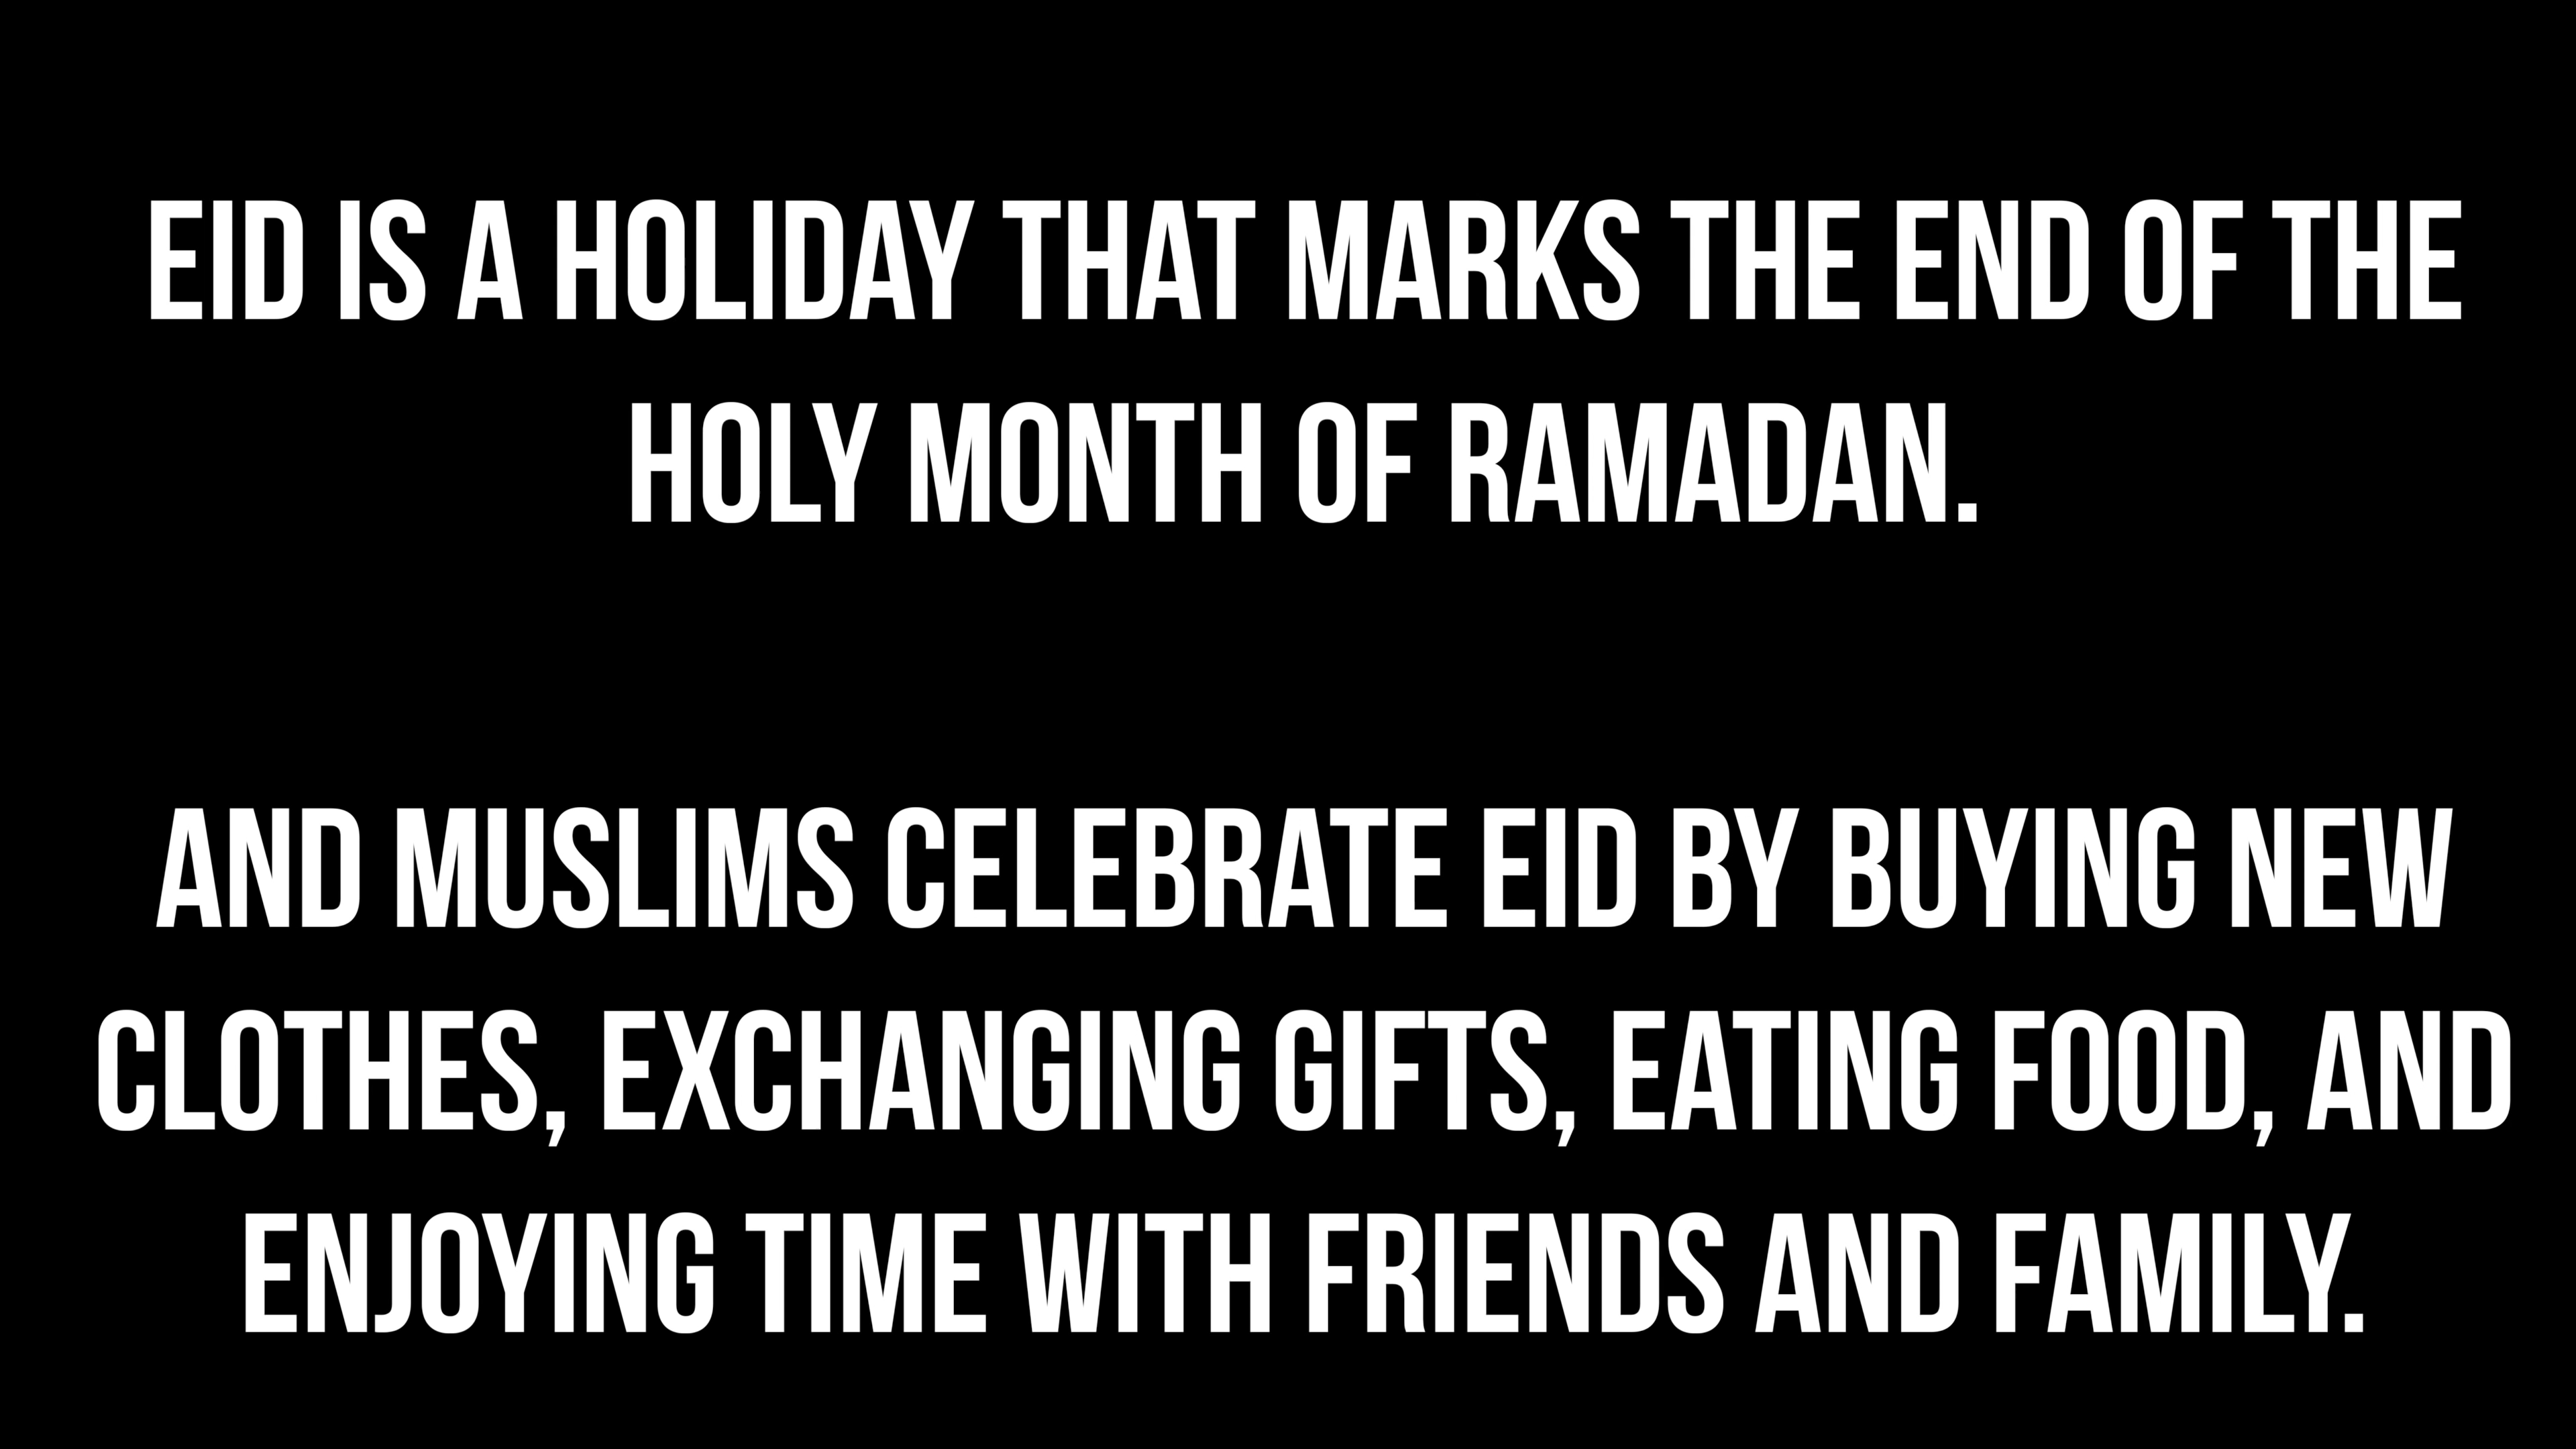 EID IS A HOLIDAY THAT MARKS THE END OF THE
HOLY MONTH OF RAMADAN.
AND MUSLIMS CELEBRATE EID BY BUYING NEW
CLOTHES, EXCHANGING GIFTS, EATING FOOD, AND
ENJOYING TIME WITH FRIENDS AND FAMILY.